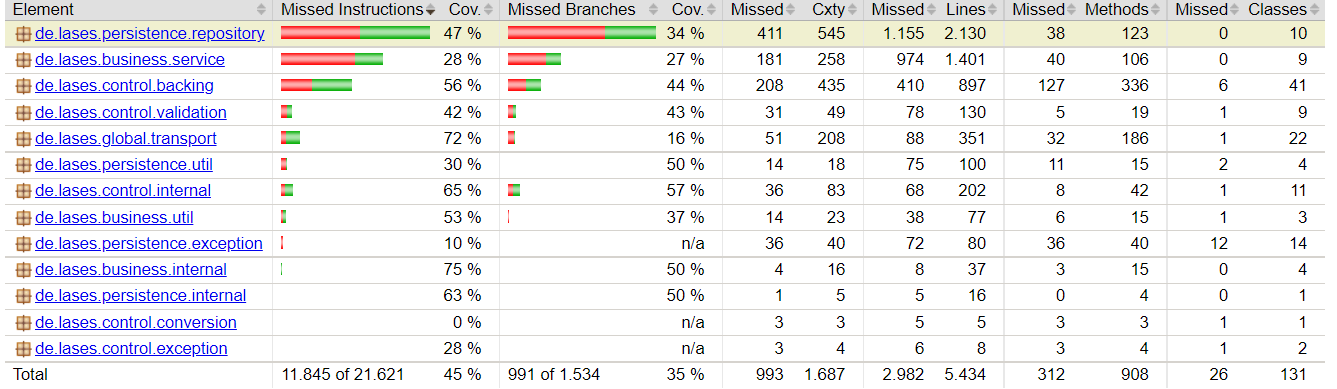 Element Missed Instructions Cov. Missed Branches Cov. Missed Cxty Missed Lines Missed Methods Missed Classes
de.lases.persistence.repository 47 % 34 % 411 545 1.155 2.130 38 123 0 10
de.lases.business.service 28 % 27 % 181 258 974 1.401 40 106 0 9
de.lases.control.backing 56 % 44 % 208 435 410 897 127 336 6 41
de.lases.control.validation 42 % 43 % 31 49 78 130 5 19 1 9
de.lases.global.transport 72 % 16 % 51 208 88 351 32 186 1 22
de.lases.persistence.util 30 % 50 % 14 18 75 100 11 15 2 4
de.lases.control.internal 65 % 57 % 36 83 68 202 8 42 1 11
de.lases.business.util 53 % 37 % 14 23 38 77 6 15 1 3
de.lases.persistence.exception 10 % n/a 36 40 72 80 36 40 12 14
de.lases.business.internal 75 % 50 % 4 16 8 37 3 15 0 4
de.lases.persistence.internal 63 % 50 % 1 5 5 16 0 4 0 1
de.lases.control.conversion 0 % n/a 3 3 5 5 3 3 1 1
de.lases.control.exception 28 % n/a 3 4 6 8 3 4 1 2
Total 11.845 of 21.621 45 % 991 of 1.534 35 % 993 1.687 2.982 5.434 312 908 26 131